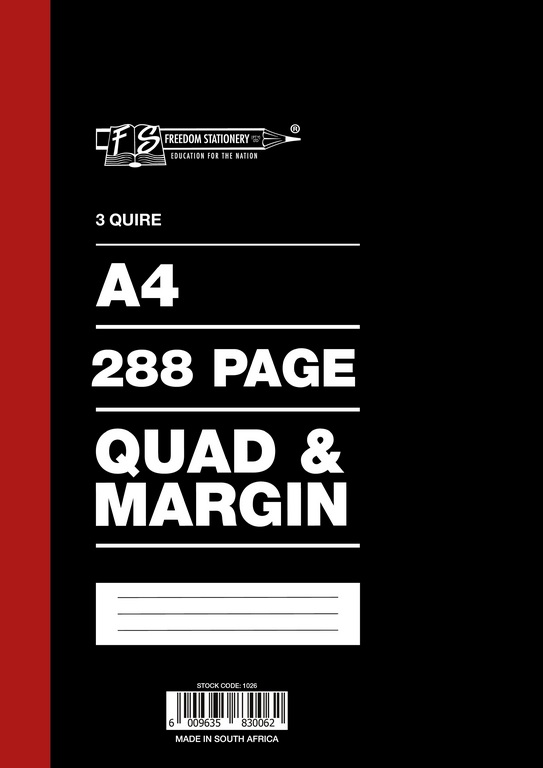 FS
FREEDOM STATIONERY
®
EDUCATION FOR THE NATION
3 QUIRE
A4
288 PAGE
QUAD &
MARGIN
STOCK CODE: 1026
6 009635 830062
MADE IN SOUTH AFRICA